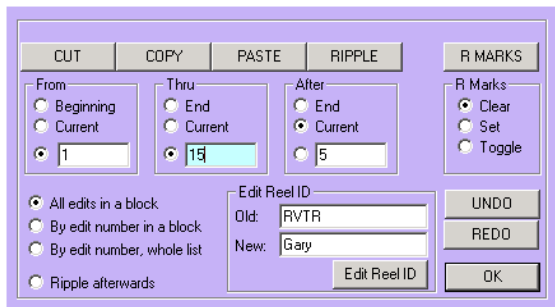 CUT COPY PASTE RIPPLE R MARKS
From Thru After R Marks
Beginning End End Clear
Current Current Current Set
1 15 5 Toggle
All edits in a block
By edit number in a block
By edit number, whole list
Ripple afterwards
Edit Reel ID
Old: RVTR
New: Gary
Edit Reel ID
UNDO
REDO
OK